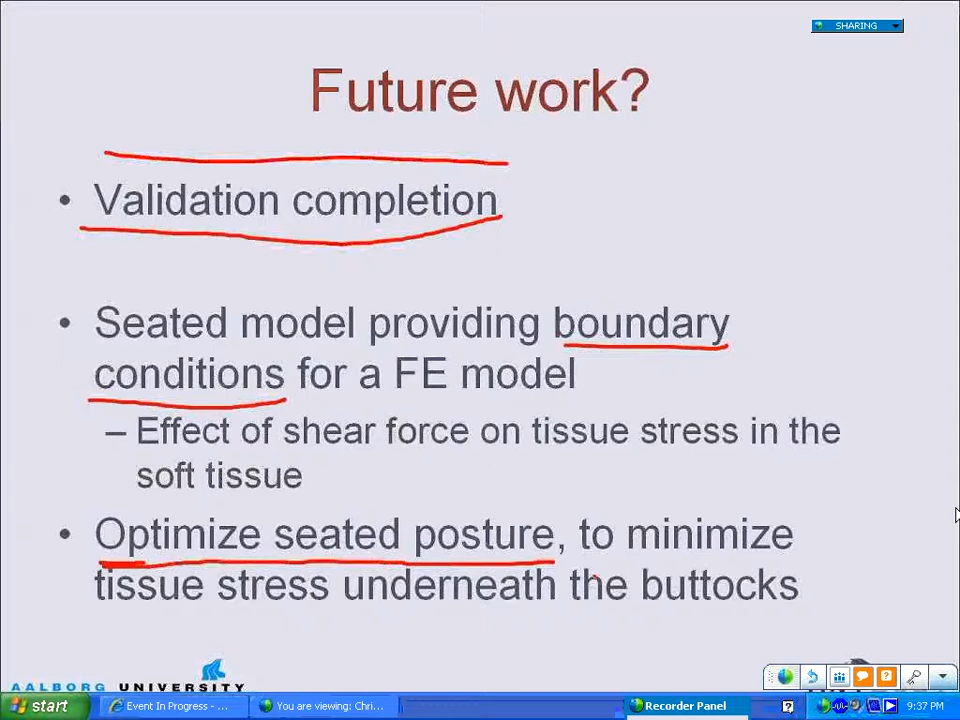 SHARING
Future work?
• Validation completion
• Seated model providing boundary
conditions for a FE model
– Effect of shear force on tissue stress in the
soft tissue
• Optimize seated posture, to minimize
tissue stress underneath the buttocks
AALBORG UNIVERSITY
start
Event In Progress - ...
You are viewing: Chri...
Recorder Panel
9:37 PM